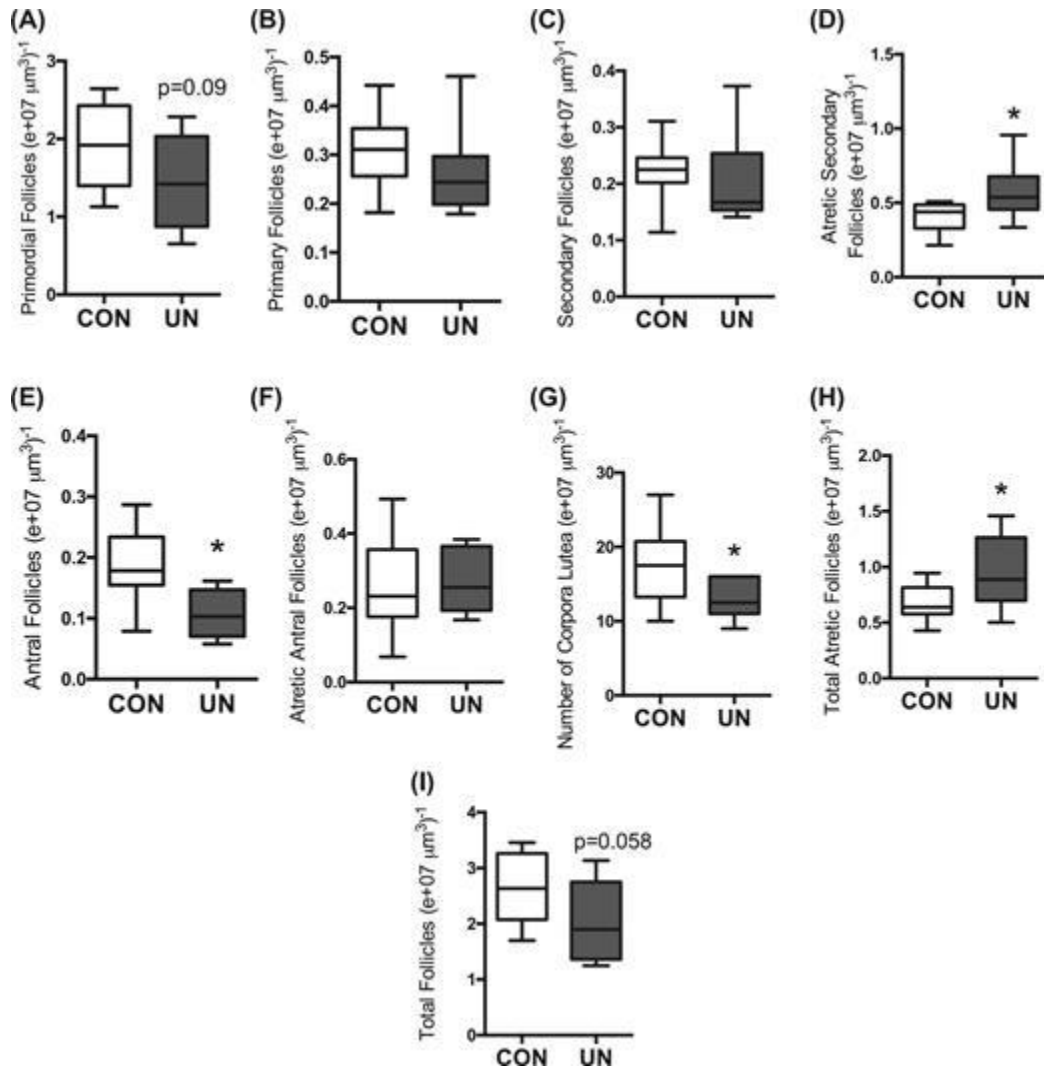 (A)
Primordial Follicles (e+07 μm³)⁻¹
3
2
1
0
p=0.09
CON UN
(B)
Primary Follicles (e+07 μm³)⁻¹
0.5
0.4
0.3
0.2
0.1
0.0
CON UN
(C)
Secondary Follicles (e+07 μm³)⁻¹
0.4
0.3
0.2
0.1
0.0
CON UN
(D)
Atretic Secondary
Follicles (e+07 μm³)⁻¹
1.5
1.0
0.5
0.0
*
CON UN
(E)
Antral Follicles (e+07 μm³)⁻¹
0.4
0.3
0.2
0.1
0.0
*
CON UN
(F)
Atretic Antral Follicles (e+07 μm³)⁻¹
0.6
0.4
0.2
0.0
CON UN
(G)
Number of Corpora Lutea (e+07 μm³)⁻¹
30
20
10
0
*
CON UN
(H)
Total Atretic Follicles (e+07 μm³)⁻¹
2.0
1.5
1.0
0.5
0.0
*
CON UN
(I)
Total Follicles (e+07 μm³)⁻¹
4
3
2
1
0
p=0.058
CON UN